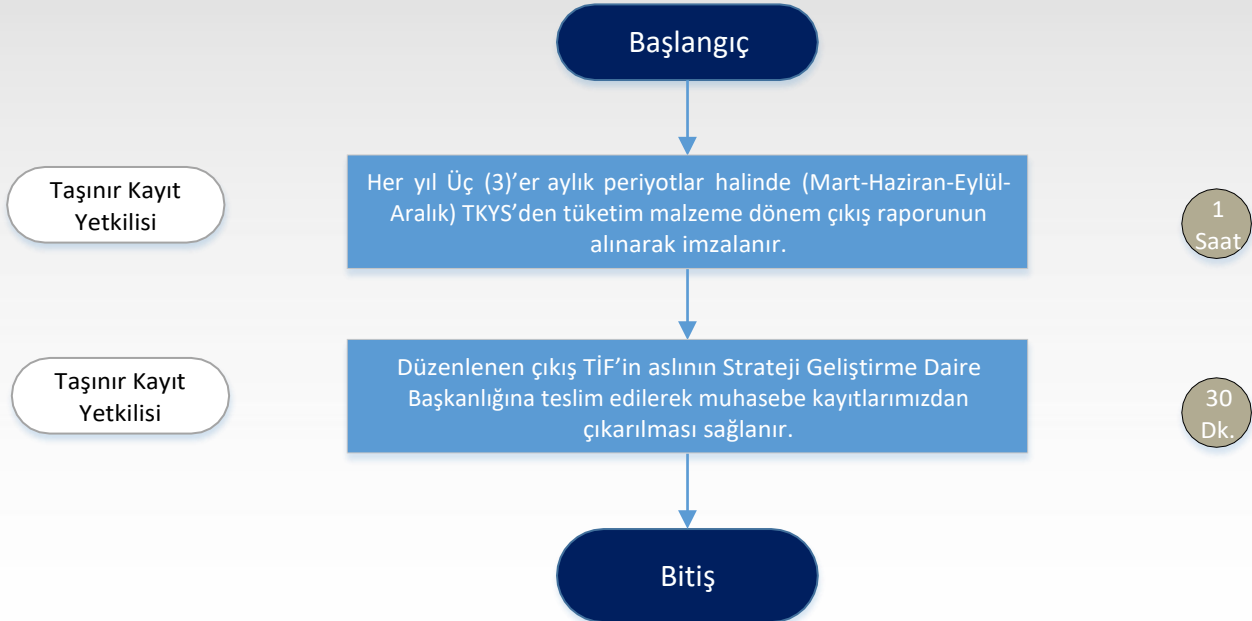 Başlangıç
Taşınır Kayıt
Yetkilisi
Her yıl Üç (3)’er aylık periyotlar halinde (Mart-Haziran-Eylül-
Aralık) TKYS’den tüketim malzeme dönem çıkış raporunun
alınarak imzalanır.
1
Saat
Taşınır Kayıt
Yetkilisi
Düzenlenen çıkış TİF’in aslının Strateji Geliştirme Daire
Başkanlığına teslim edilerek muhasebe kayıtlarımızdan
çıkarılması sağlanır.
30
Dk.
Bitiş